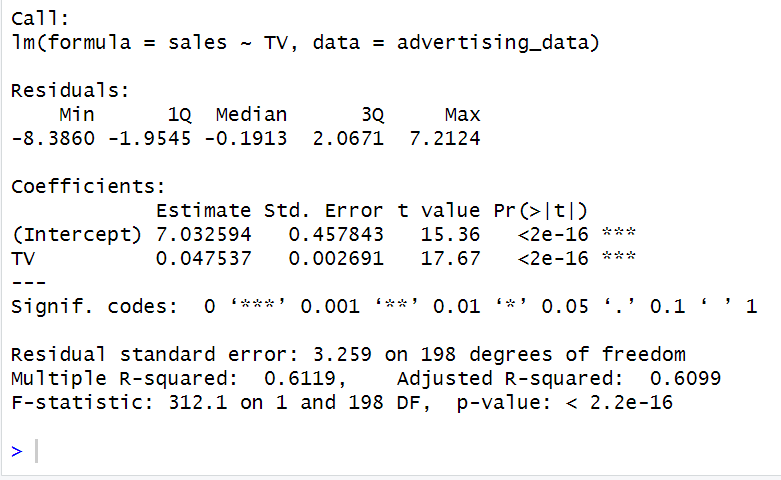 Call:
lm(formula = sales ~ TV, data = advertising_data)
Residuals:
    Min      1Q  Median      3Q     Max
-8.3860 -1.9545 -0.1913  2.0671  7.2124
Coefficients:
            Estimate Std. Error t value Pr(>|t|)
(Intercept) 7.032594   0.457843   15.36   <2e-16 ***
TV          0.047537   0.002691   17.67   <2e-16 ***
---
Signif. codes:  0 ‘***’ 0.001 ‘**’ 0.01 ‘*’ 0.05 ‘.’ 0.1 ‘ ’ 1
Residual standard error: 3.259 on 198 degrees of freedom
Multiple R-squared:  0.6119,    Adjusted R-squared:  0.6099
F-statistic: 312.1 on 1 and 198 DF,  p-value: < 2.2e-16
>